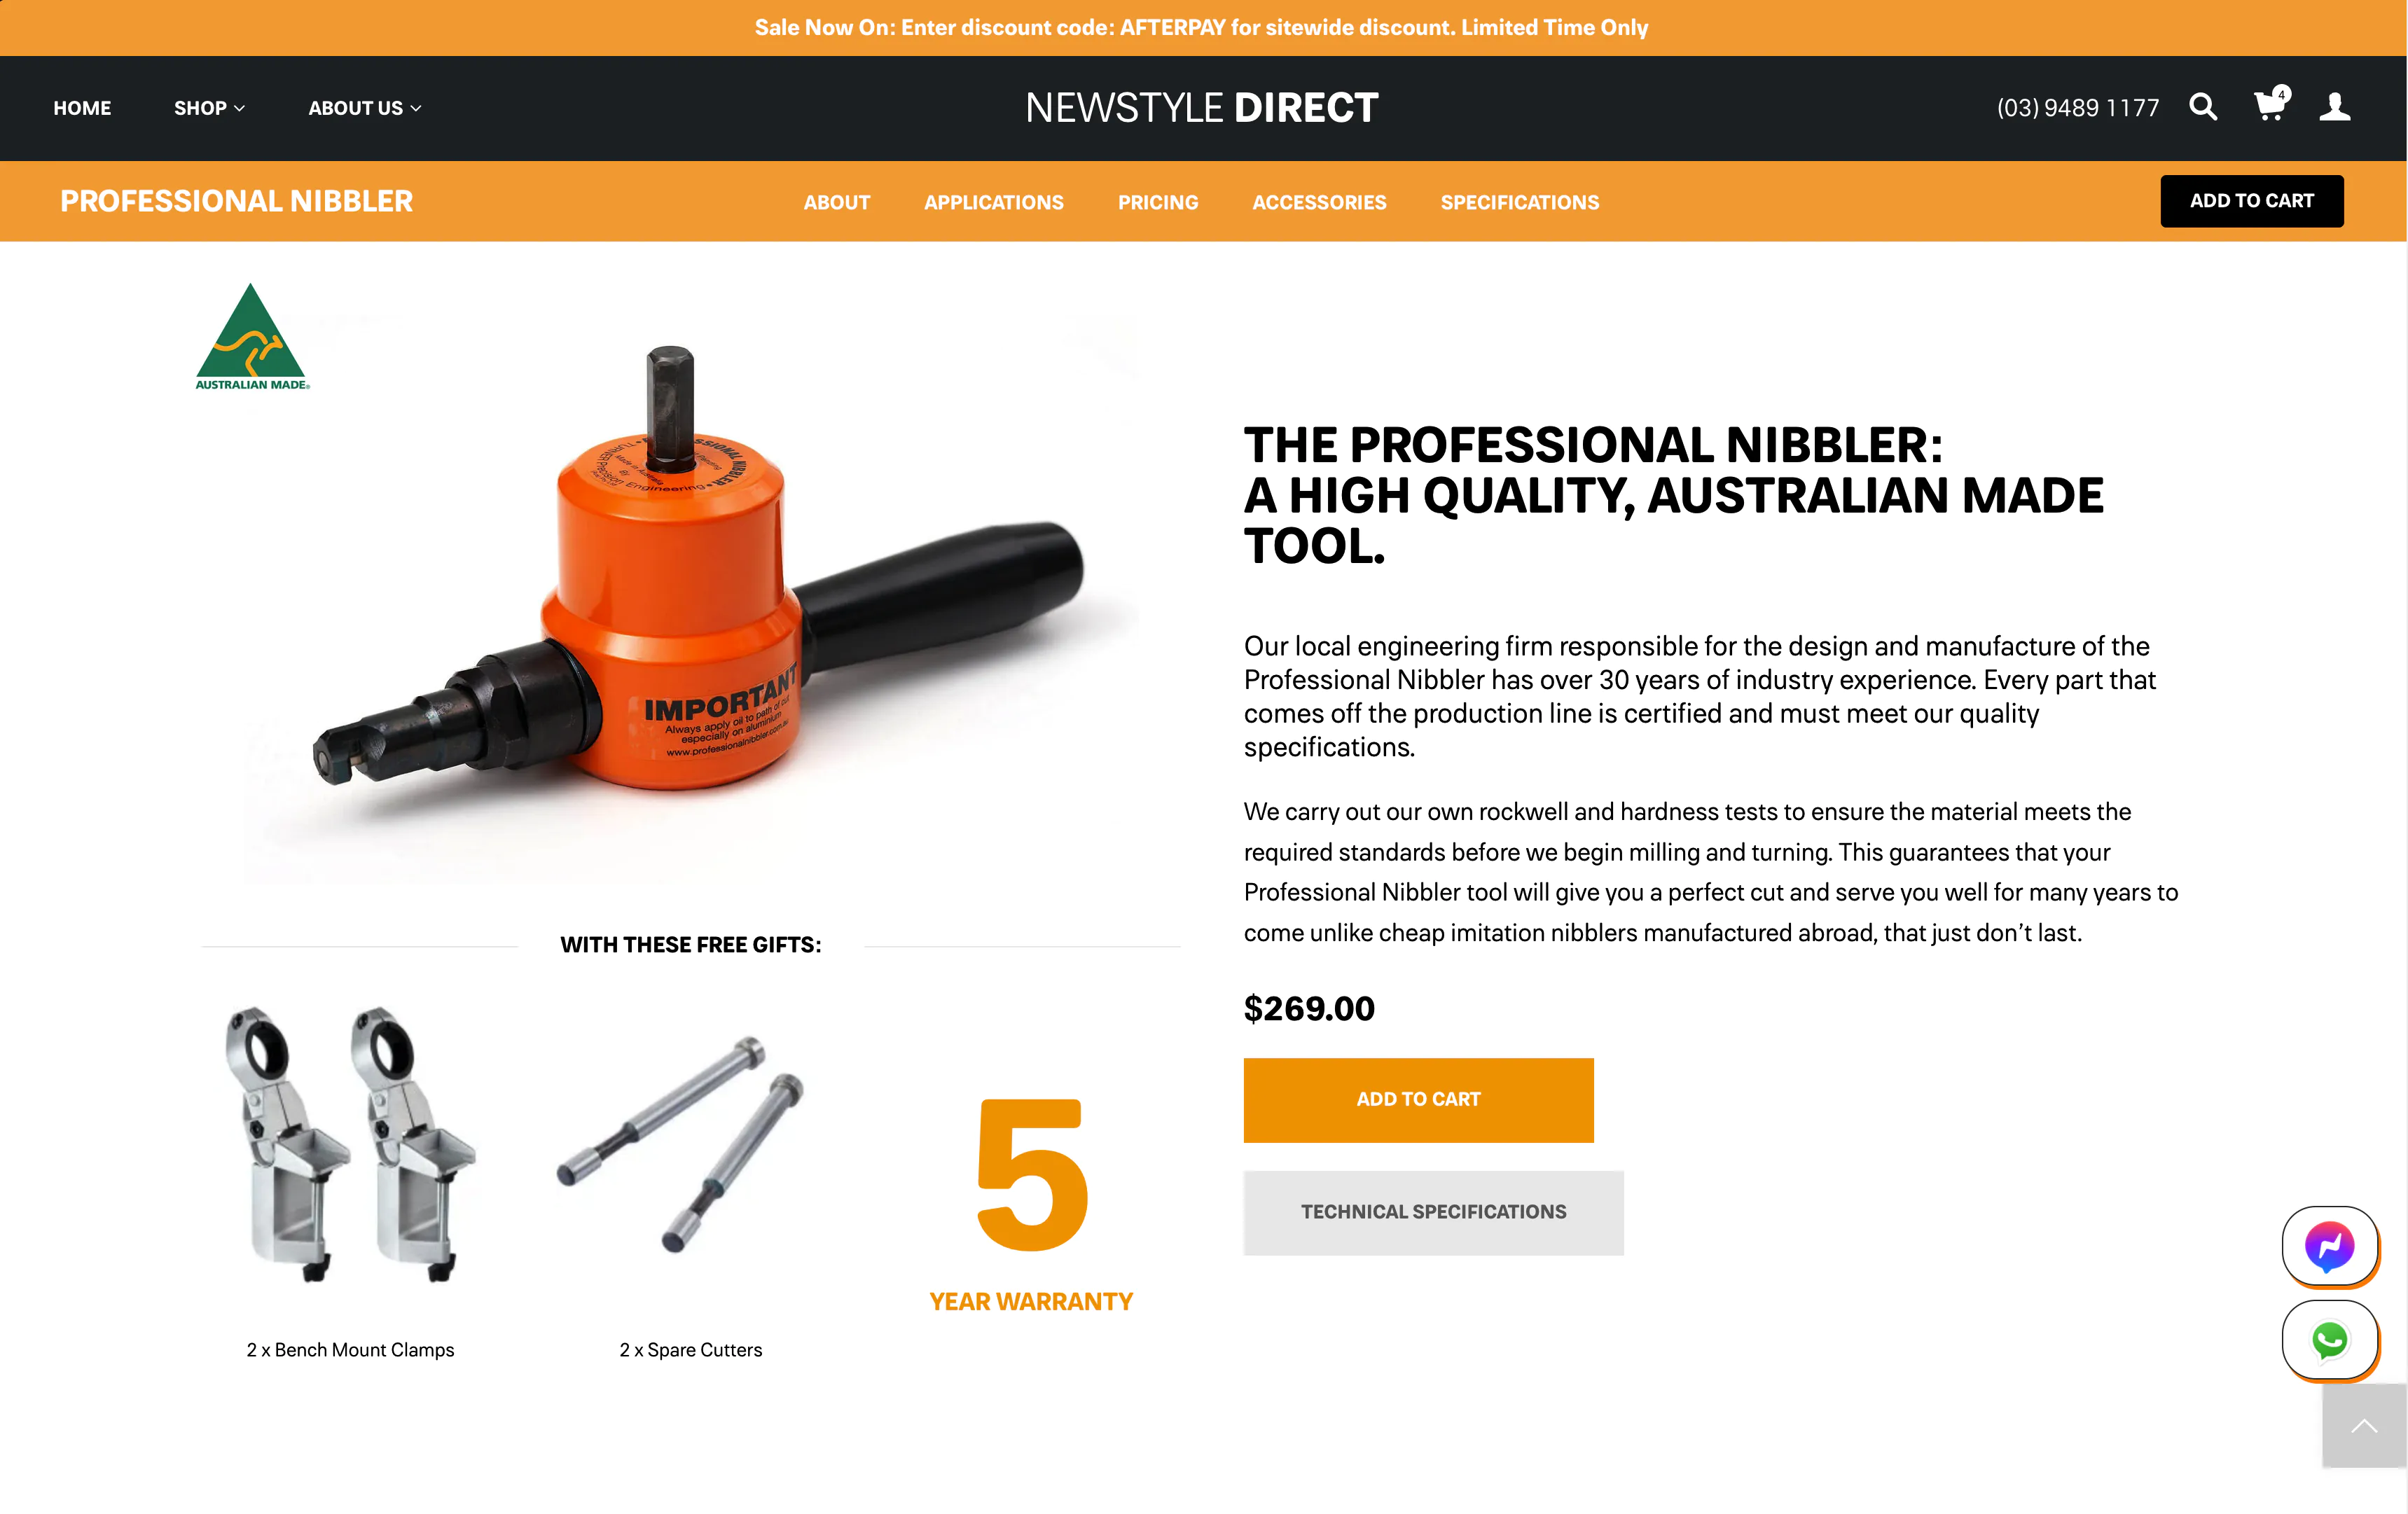 Sale Now On: Enter discount code: AFTERPAY for sitewide discount. Limited Time Only
HOME
SHOP
ABOUT US
NEWSTYLE DIRECT
(03) 9489 1177
4
PROFESSIONAL NIBBLER
ABOUT
APPLICATIONS
PRICING
ACCESSORIES
SPECIFICATIONS
ADD TO CART
AUSTRALIAN MADE
IMPORTANT
Always apply oil to path of cut
especially on aluminium
www.professionalnibbler.com.au
THE PROFESSIONAL NIBBLER:
A HIGH QUALITY, AUSTRALIAN MADE
TOOL.
Our local engineering firm responsible for the design and manufacture of the
Professional Nibbler has over 30 years of industry experience. Every part that
comes off the production line is certified and must meet our quality
specifications.
We carry out our own rockwell and hardness tests to ensure the material meets the
required standards before we begin milling and turning. This guarantees that your
Professional Nibbler tool will give you a perfect cut and serve you well for many years to
come unlike cheap imitation nibblers manufactured abroad, that just don’t last.
$269.00
ADD TO CART
TECHNICAL SPECIFICATIONS
WITH THESE FREE GIFTS:
2 x Bench Mount Clamps
2 x Spare Cutters
5
YEAR WARRANTY